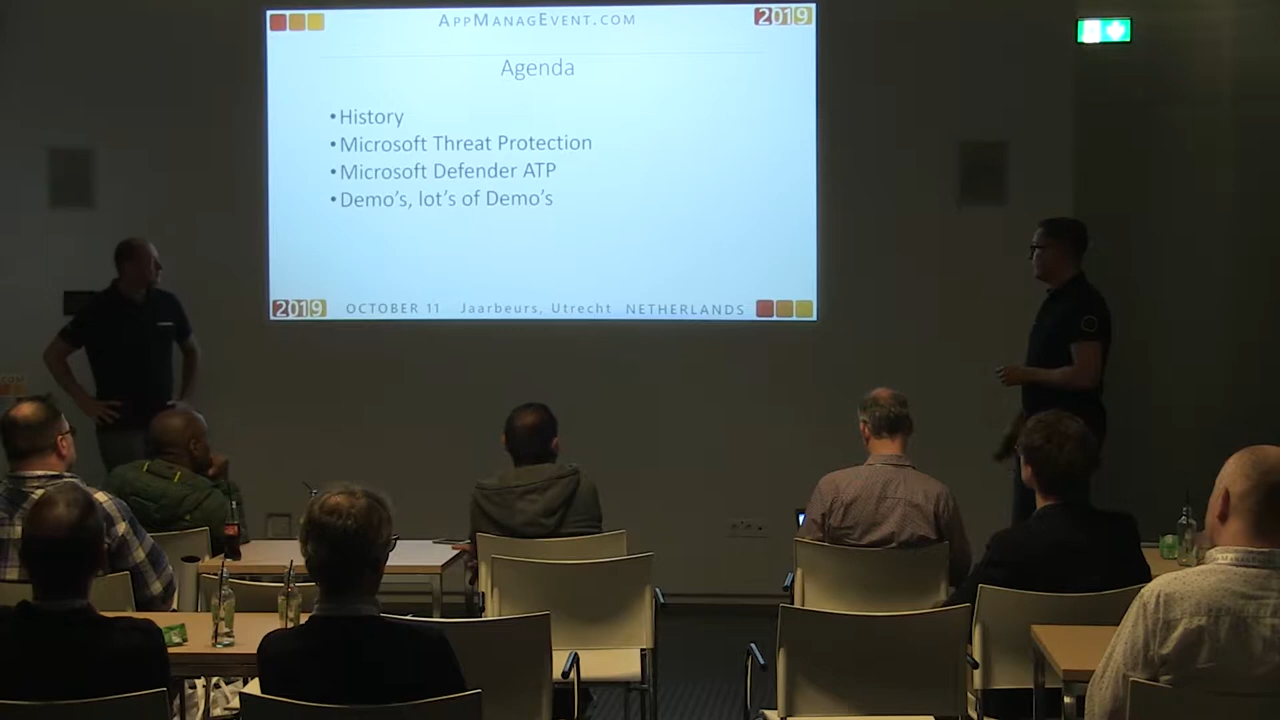 APPMANAGEVENT.COM
2019
Agenda
•History
•Microsoft Threat Protection
•Microsoft Defender ATP
•Demo’s, lot’s of Demo’s
2019 OCTOBER 11 Jaarbeurs, Utrecht NETHERLANDS